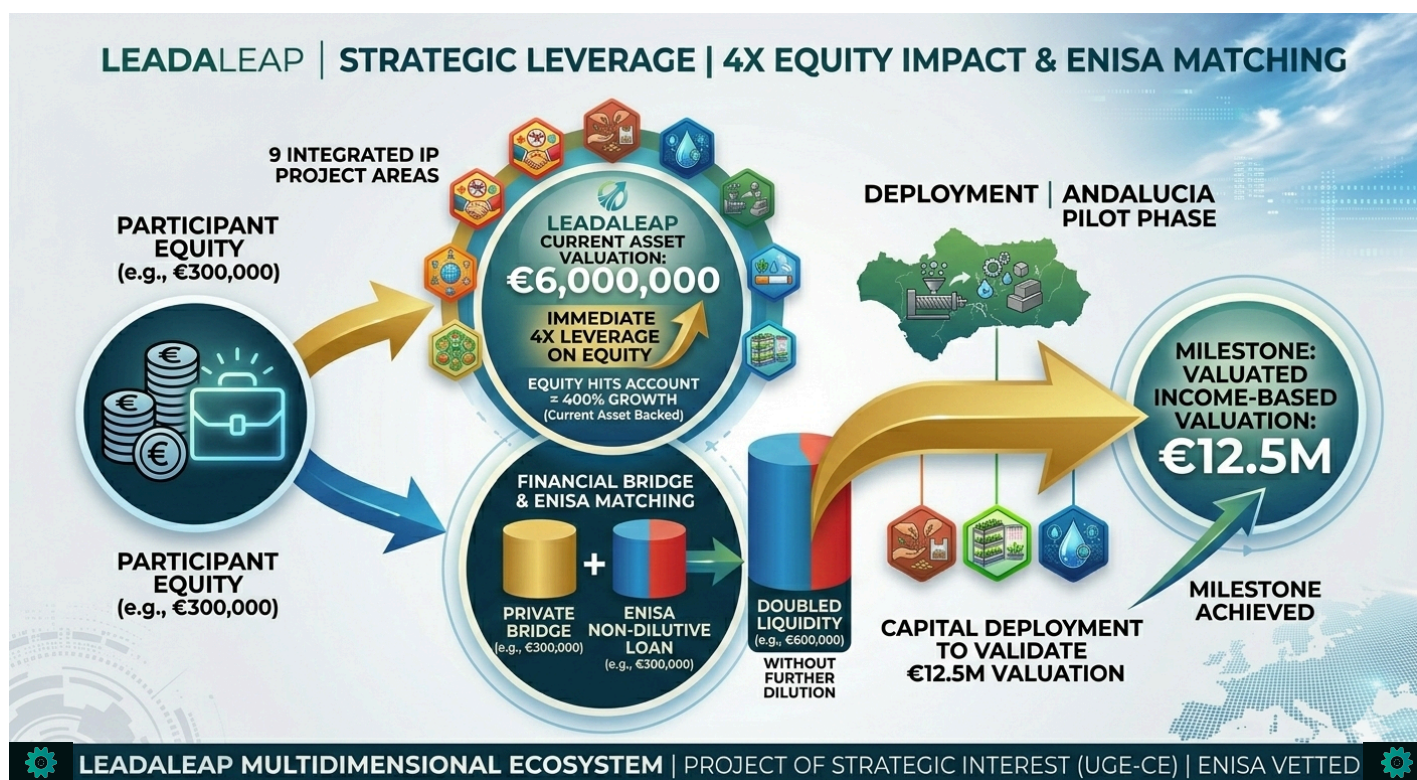 LEADALEAP | STRATEGIC LEVERAGE | 4X EQUITY IMPACT & ENISA MATCHING
9 INTEGRATED IP
PROJECT AREAS
PARTICIPANT
EQUITY
(e.g., €300,000)
€
€
€
PARTICIPANT
EQUITY
(e.g., €300,000)
LEADALEAP
CURRENT ASSET
VALUATION:
€6,000,000
IMMEDIATE
4X LEVERAGE
ON EQUITY
EQUITY HITS ACCOUNT
= 400% GROWTH
(Current Asset Backed)
FINANCIAL BRIDGE
& ENISA MATCHING
+
PRIVATE
BRIDGE
(e.g., €300,000)
ENISA
NON-DILUTIVE
LOAN
(e.g., €300,000)
DOUBLED
LIQUIDITY
(e.g., €600,000)
WITHOUT
FURTHER
DILUTION
DEPLOYMENT | ANDALUCIA
PILOT PHASE
CAPITAL DEPLOYMENT
TO VALIDATE
€12.5M VALUATION
MILESTONE:
VALUATED
INCOME-BASED
VALUATION:
€12.5M
MILESTONE
ACHIEVED
LEADALEAP MULTIDIMENSIONAL ECOSYSTEM | PROJECT OF STRATEGIC INTEREST (UGE-CE) | ENISA VETTED